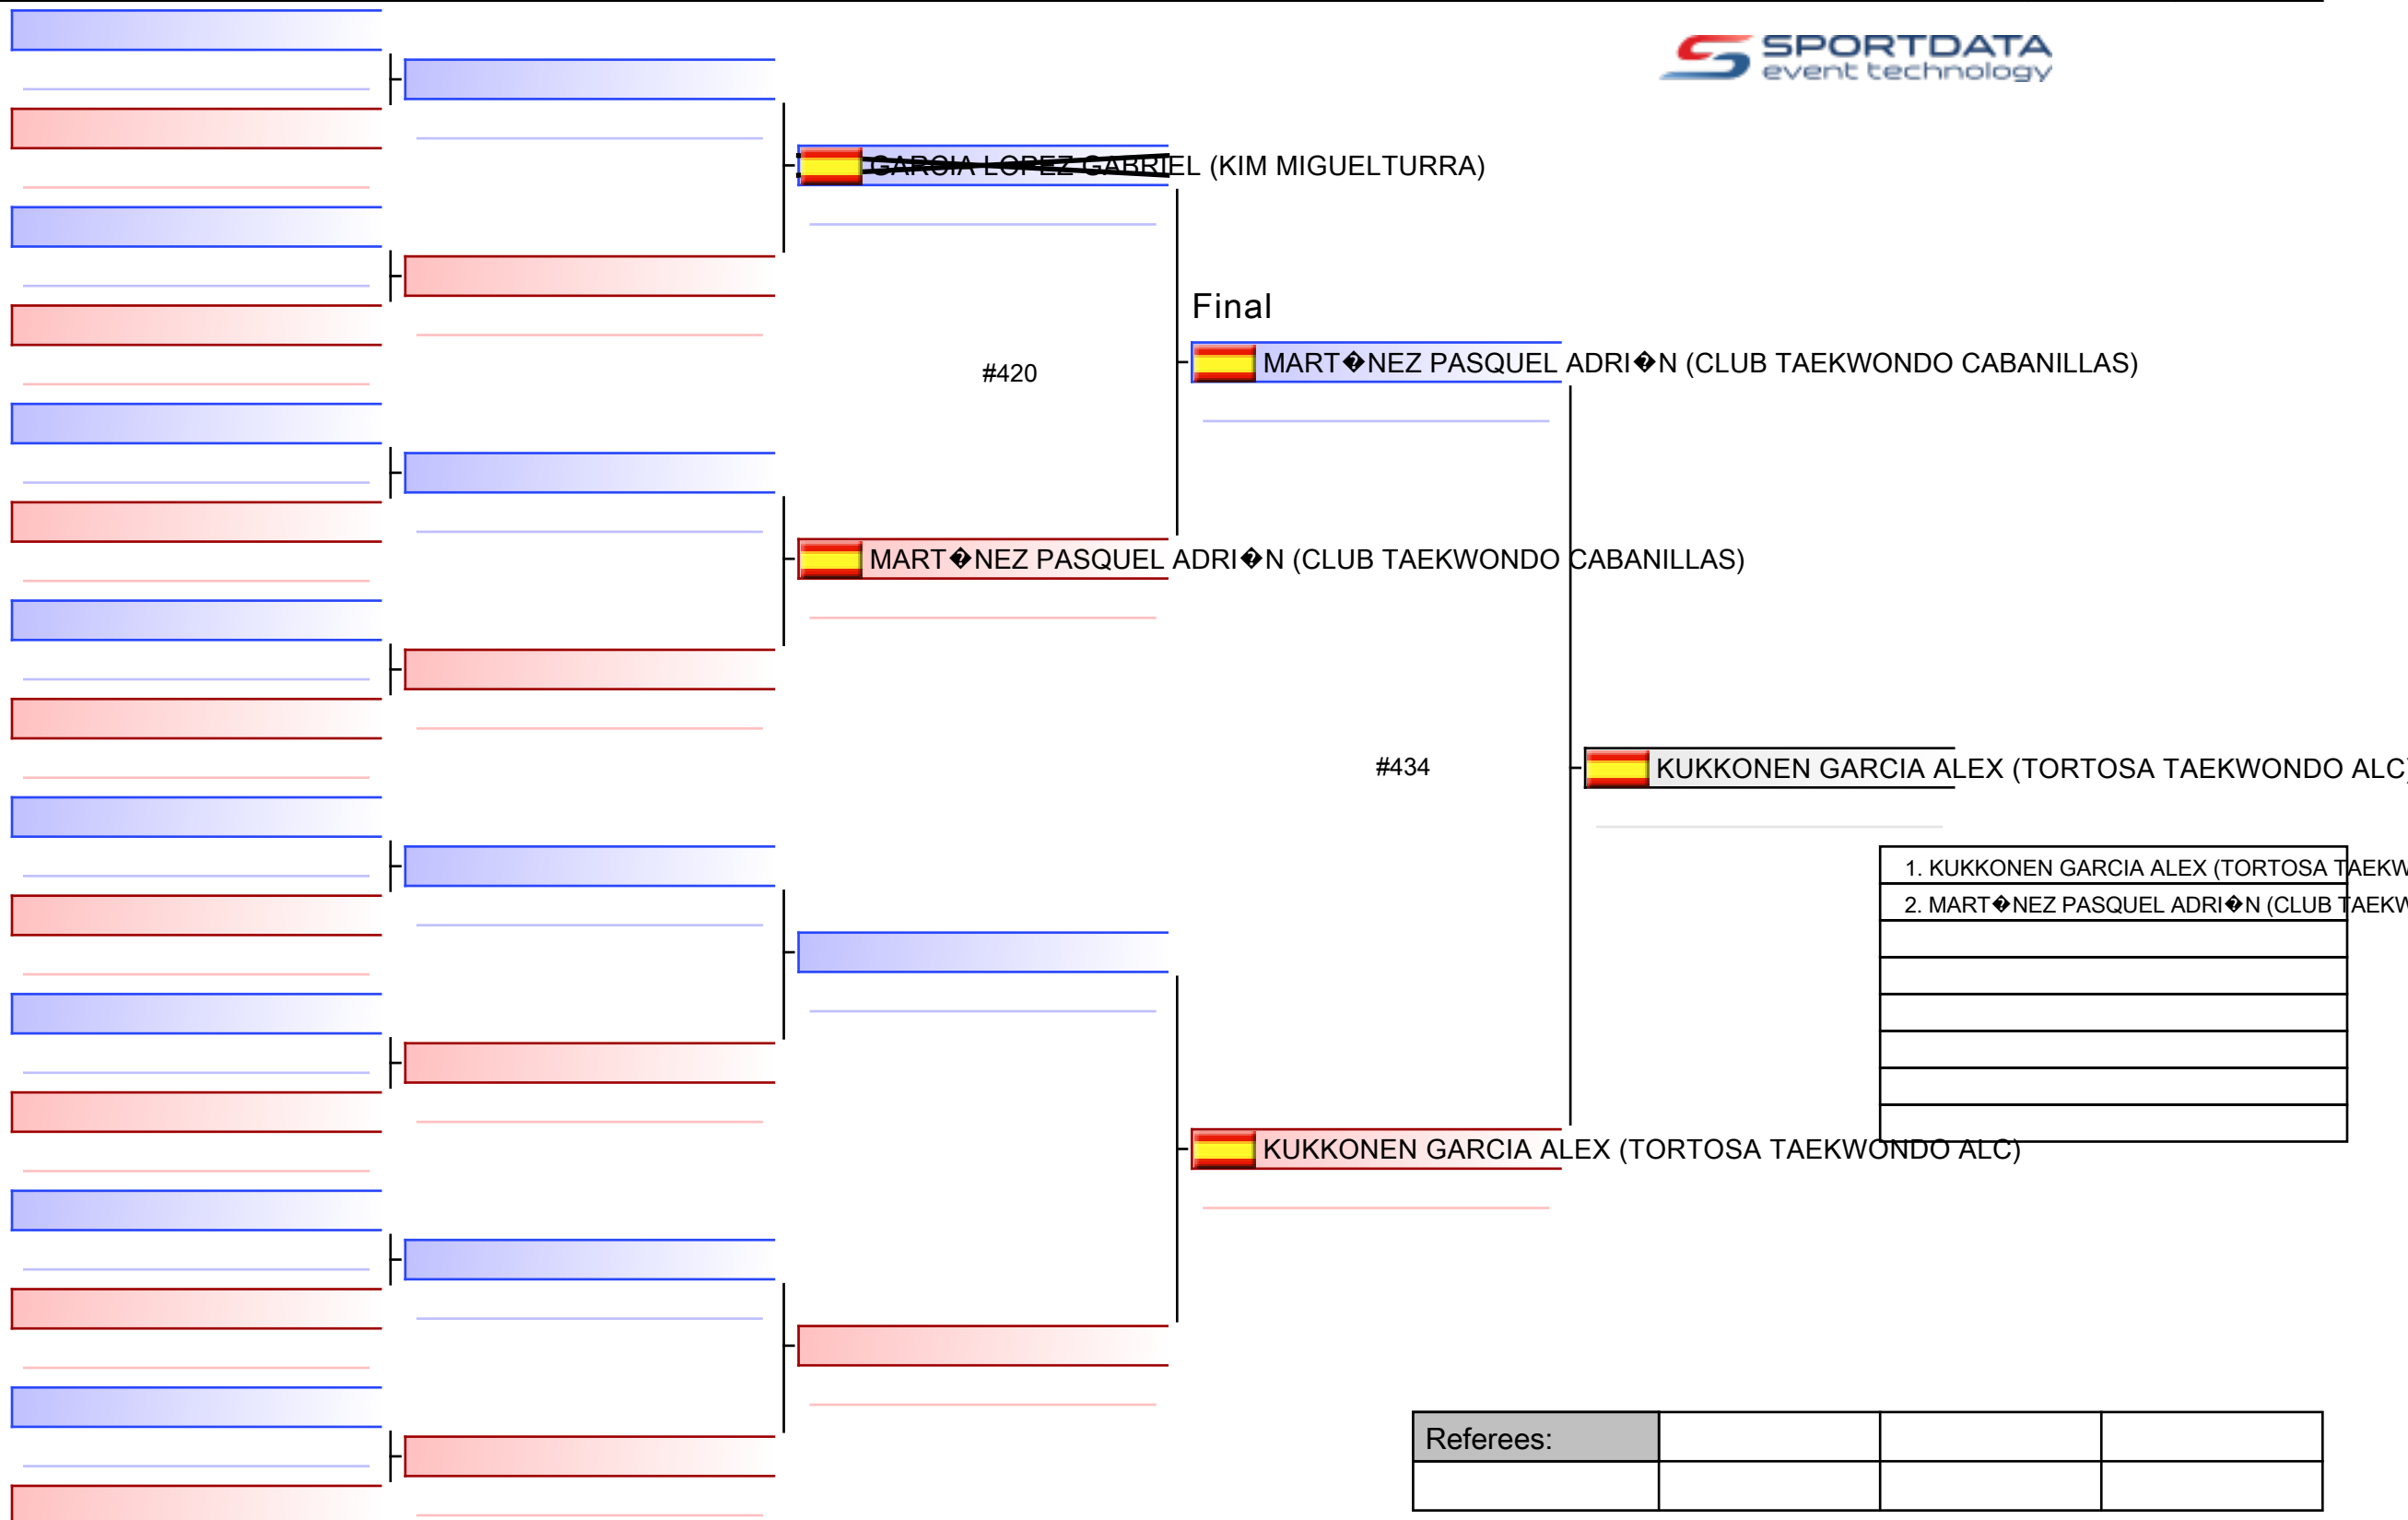 SPORTDATA
event technology
GARCIA LOPEZ GABRIEL (KIM MIGUELTURRA)
Final
#420
MART�NEZ PASQUEL ADRI�N (CLUB TAEKWONDO CABANILLAS)
MART�NEZ PASQUEL ADRI�N (CLUB TAEKWONDO CABANILLAS)
#434
KUKKONEN GARCIA ALEX (TORTOSA TAEKWONDO ALC)
1. KUKKONEN GARCIA ALEX (TORTOSA TAEKW
2. MART�NEZ PASQUEL ADRI�N (CLUB TAEKW
KUKKONEN GARCIA ALEX (TORTOSA TAEKWONDO ALC)
Referees: